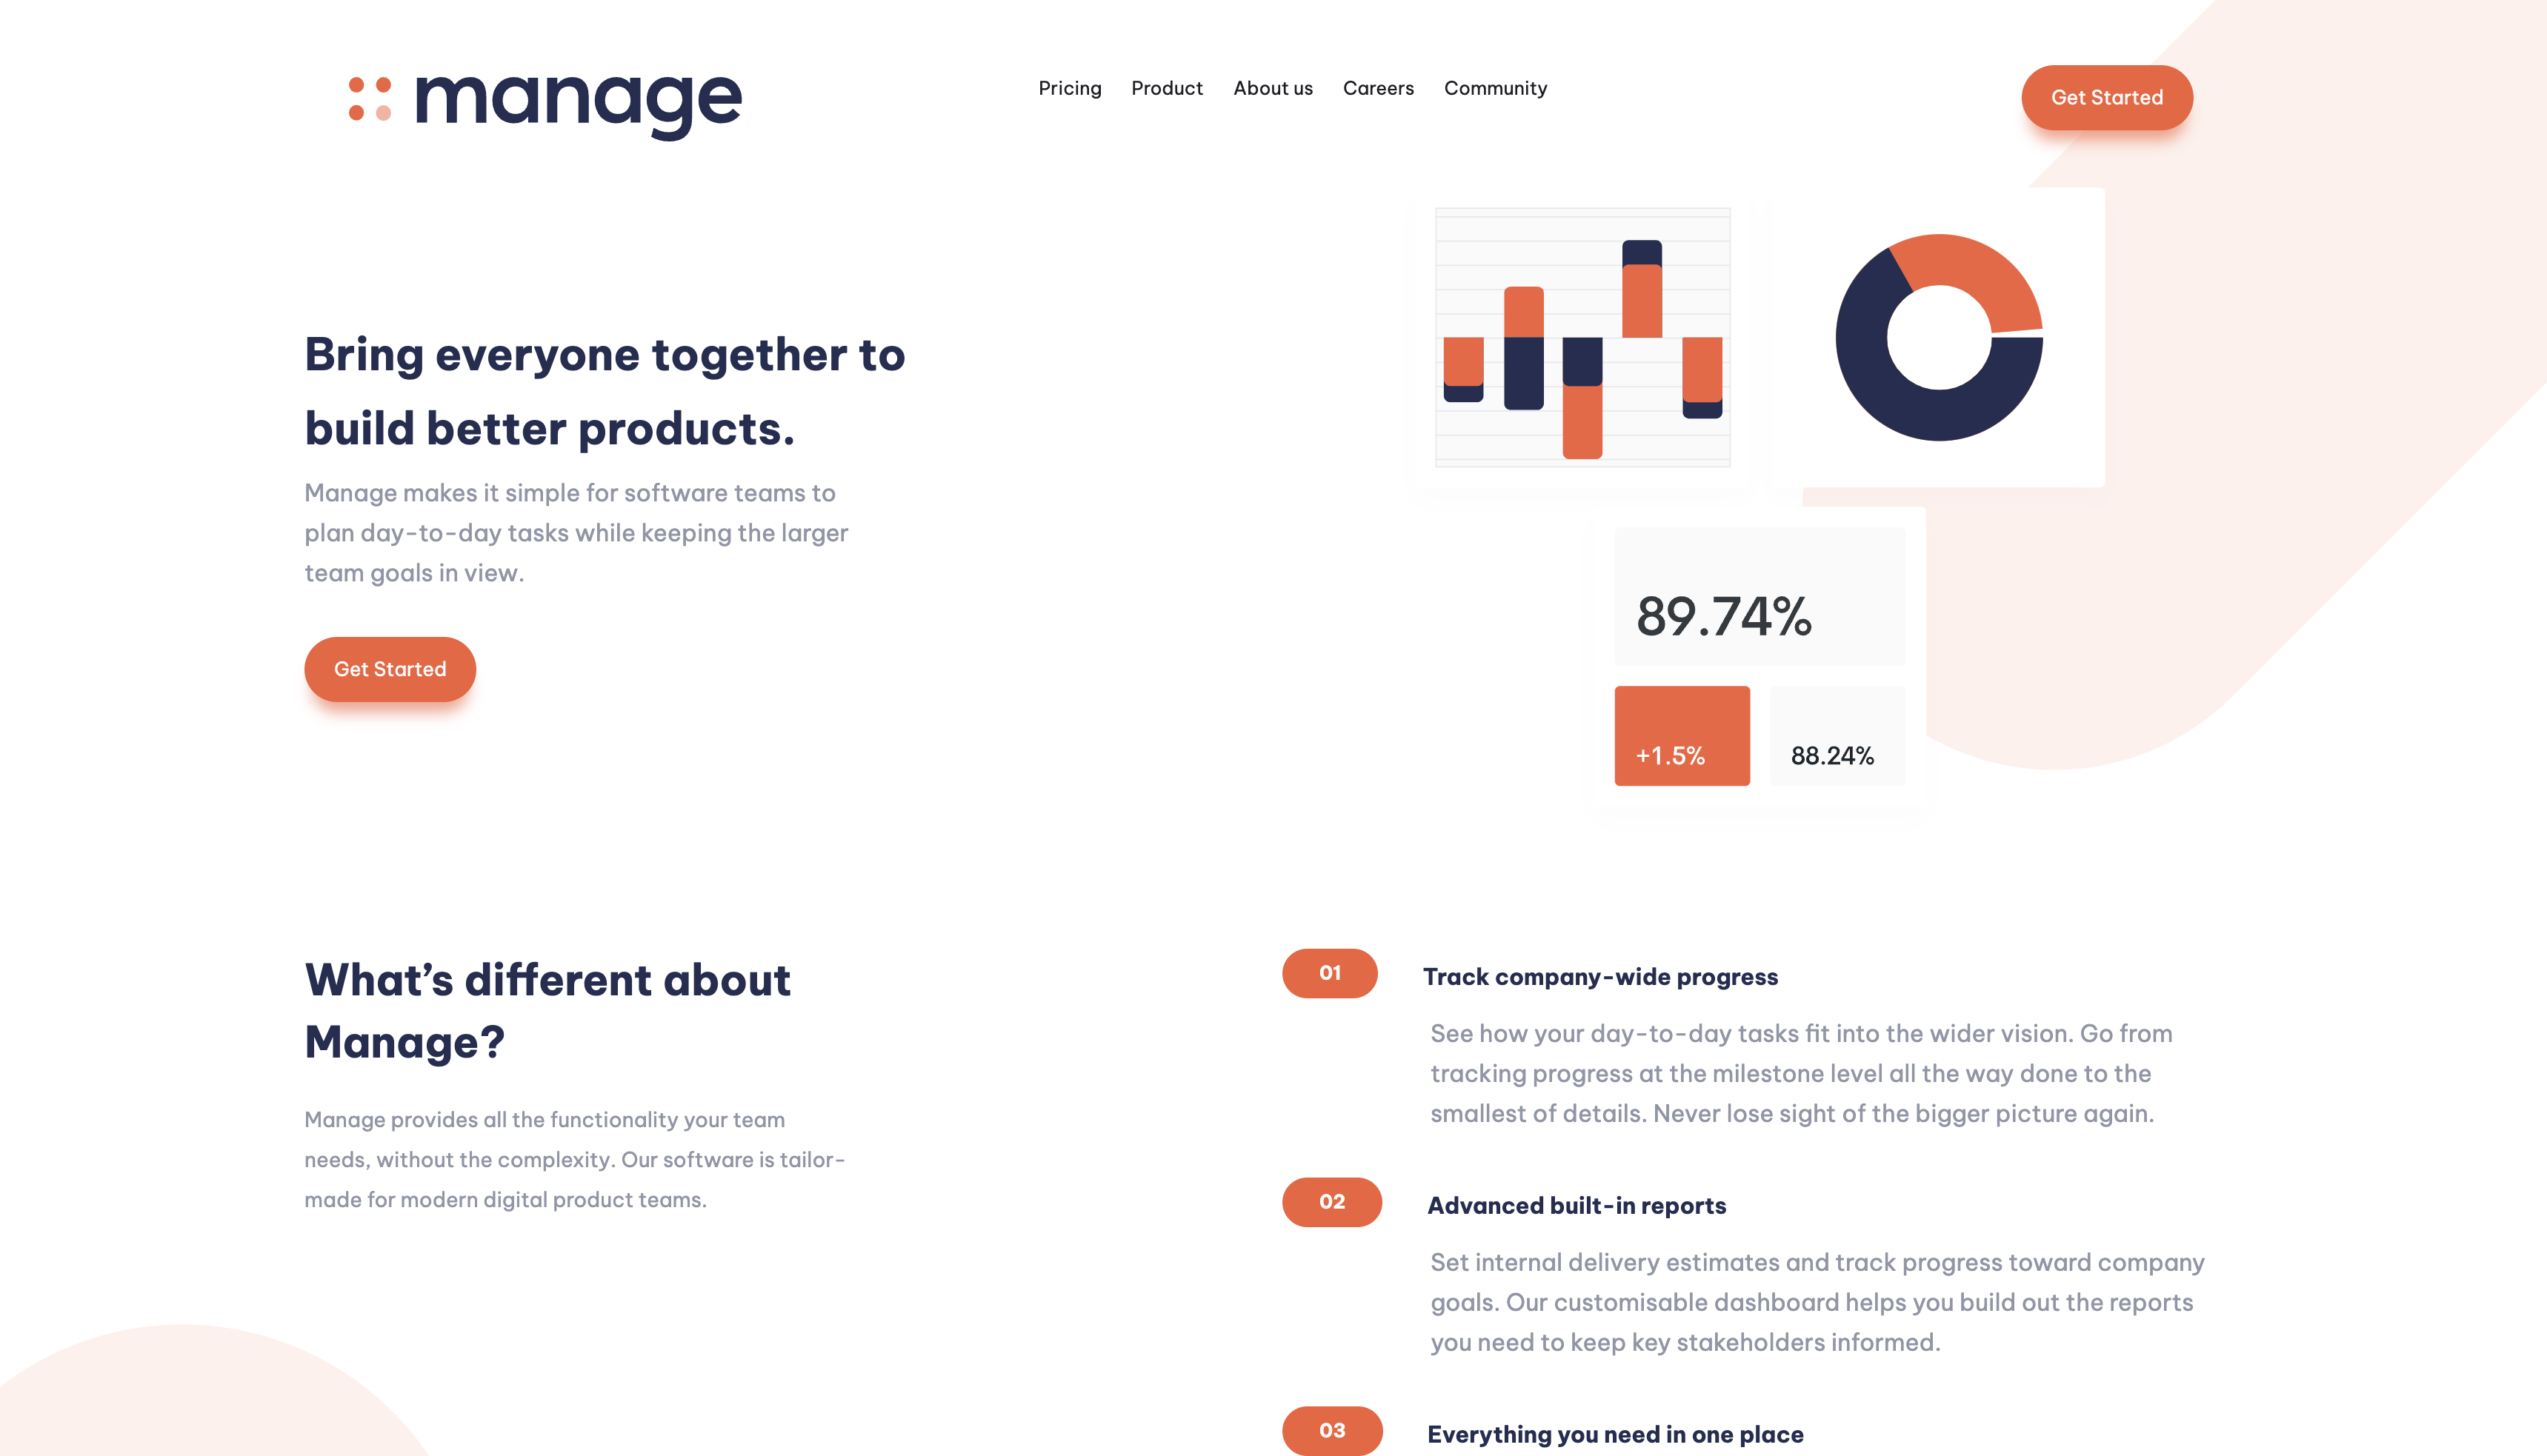 manage
Pricing Product About us Careers Community
Get Started
Bring everyone together to
build better products.
Manage makes it simple for software teams to
plan day-to-day tasks while keeping the larger
team goals in view.
Get Started
89.74%
+1.5%
88.24%
What’s different about
Manage?
Manage provides all the functionality your team
needs, without the complexity. Our software is tailor-
made for modern digital product teams.
01 Track company-wide progress
See how your day-to-day tasks fit into the wider vision. Go from
tracking progress at the milestone level all the way done to the
smallest of details. Never lose sight of the bigger picture again.
02 Advanced built-in reports
Set internal delivery estimates and track progress toward company
goals. Our customisable dashboard helps you build out the reports
you need to keep key stakeholders informed.
03 Everything you need in one place